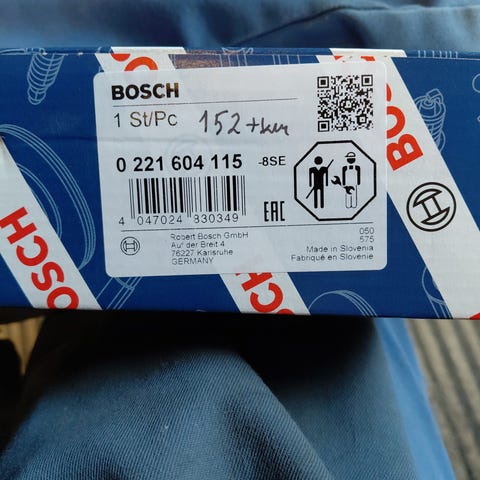 BOSCH
1 St/Pc 152+km
0 221 604 115 -8SE
4 047024 830349
EAC
Robert Bosch GmbH
Auf der Breit 4
76227 Karlsruhe
GERMANY
050
575
Made in Slovenia
Fabriqué en Slovenie
BOSCH
BOSCH
BOSCH